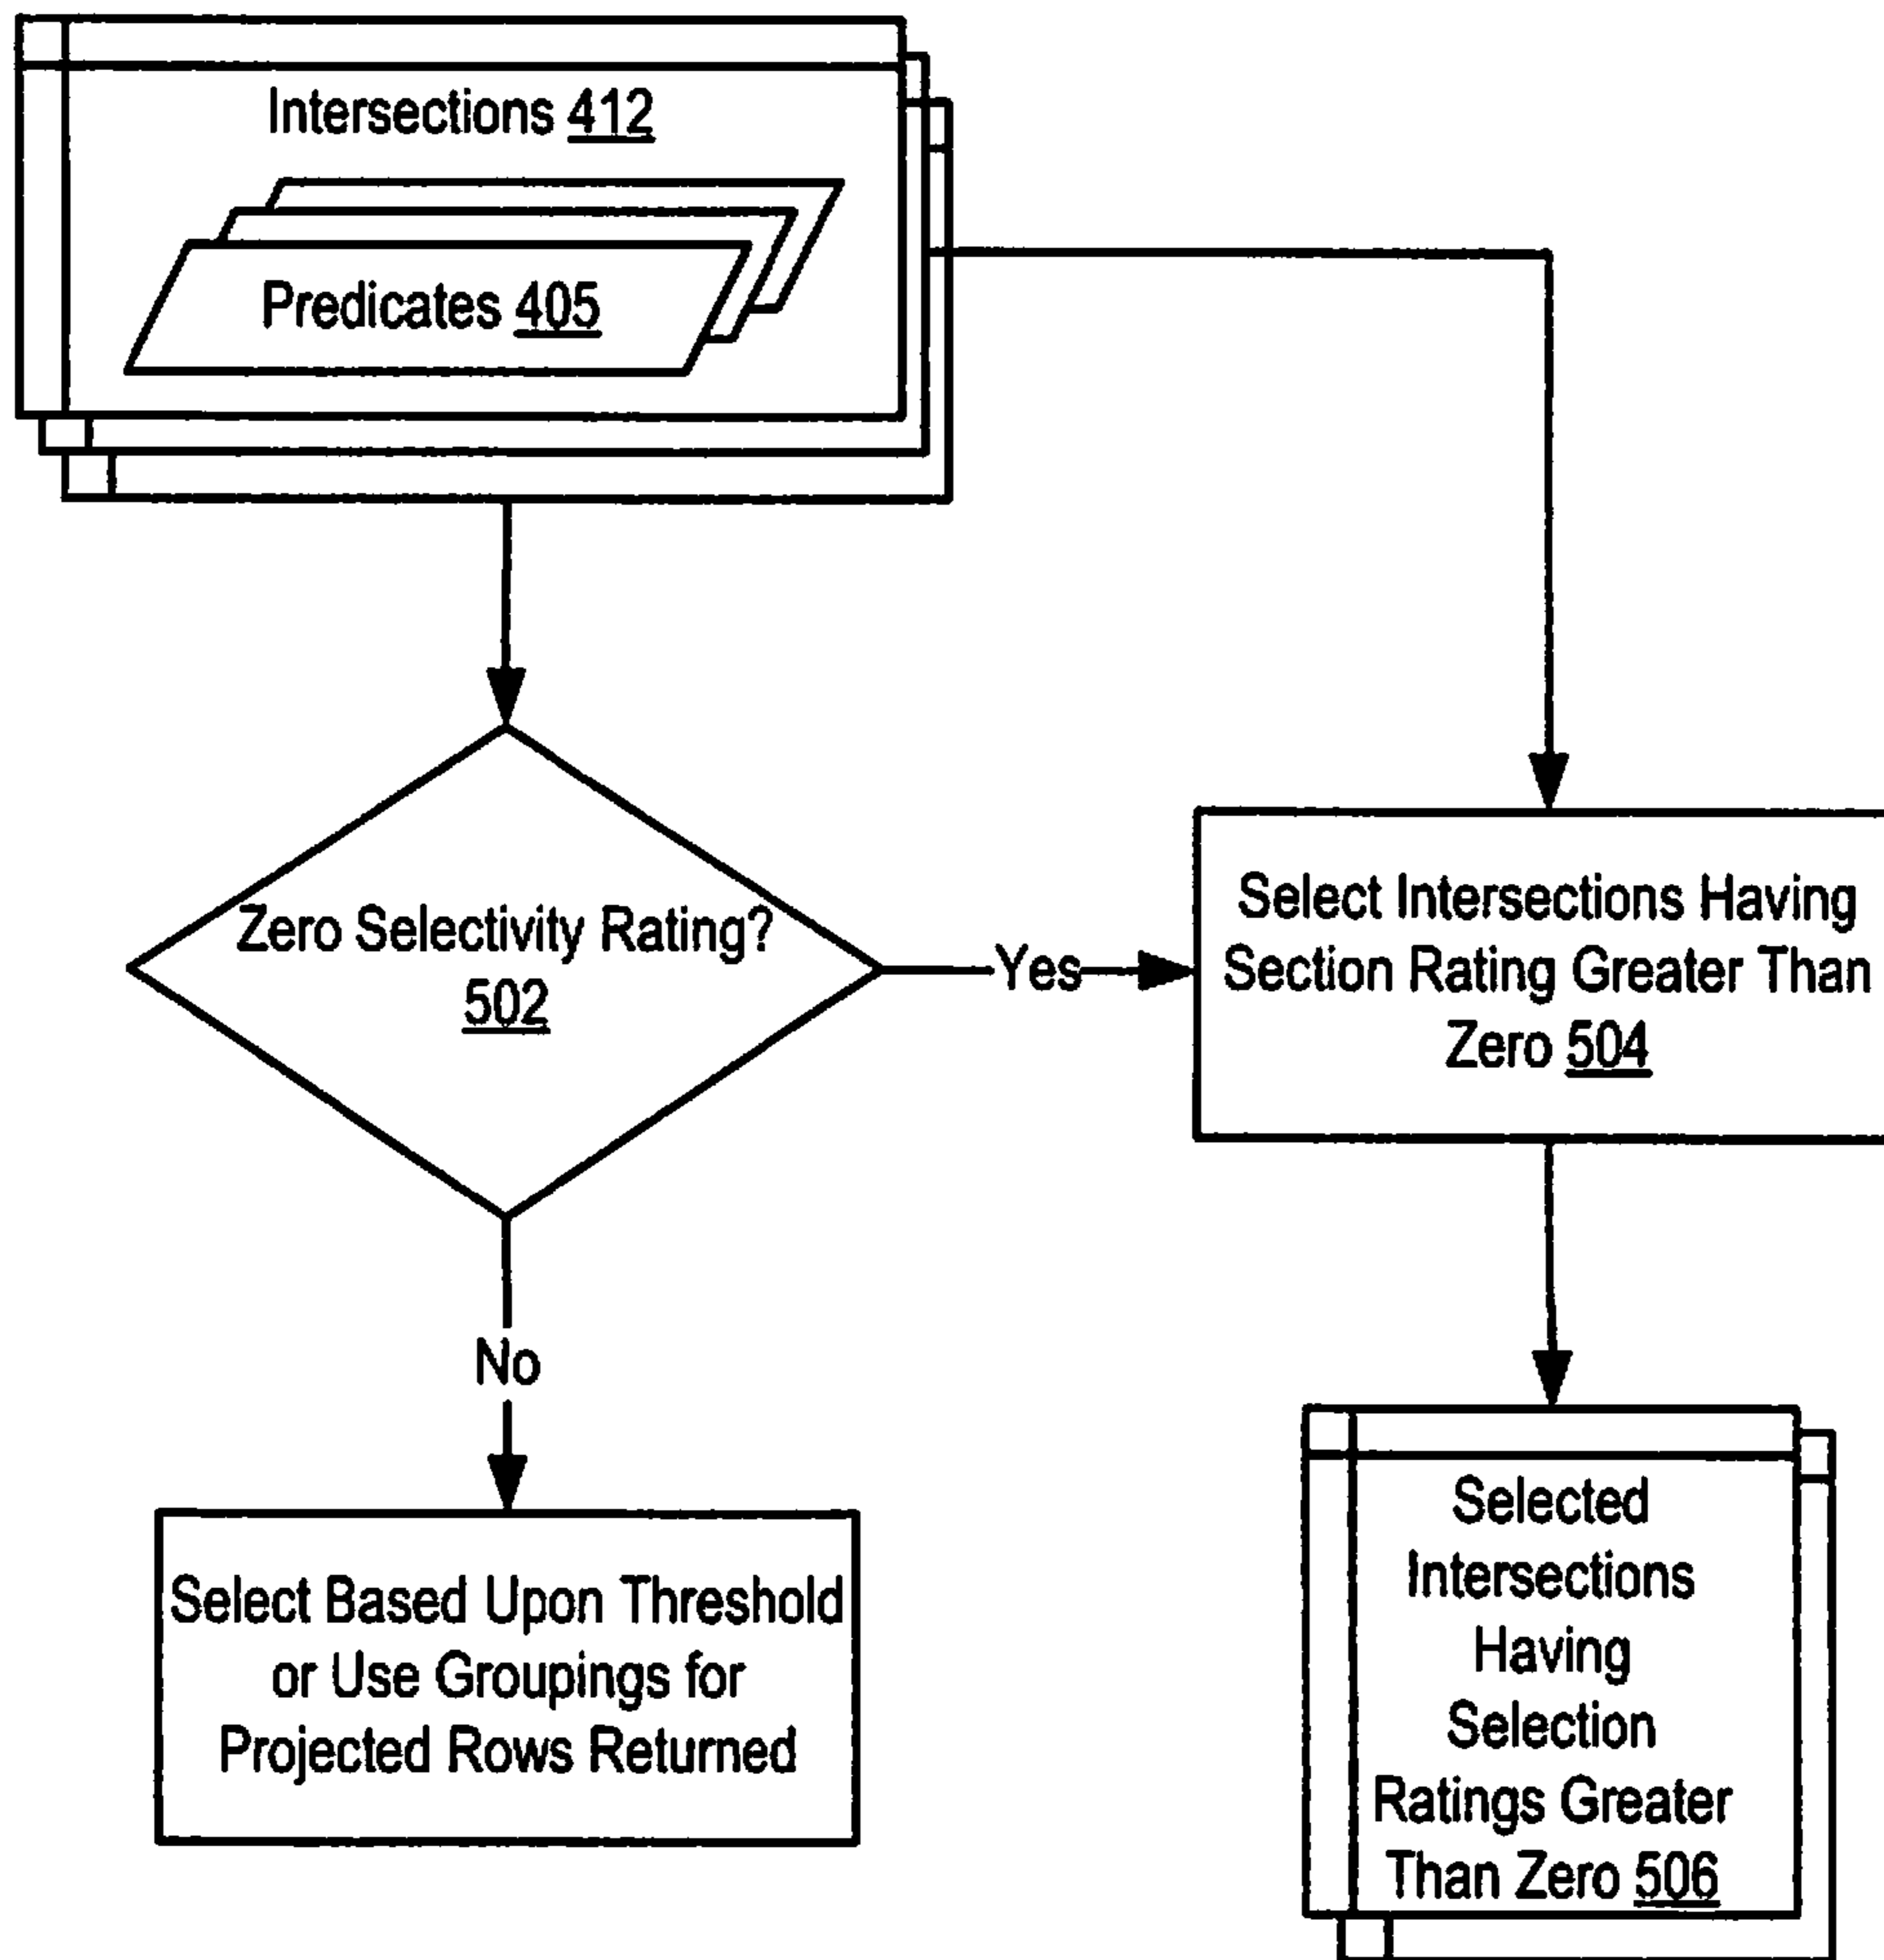 Intersections 412
Predicates 405
Zero Selectivity Rating?
502
Yes
Select Intersections Having
Section Rating Greater Than
Zero 504
No
Select Based Upon Threshold
or Use Groupings for
Projected Rows Returned
Selected
Intersections
Having
Selection
Ratings Greater
Than Zero 506